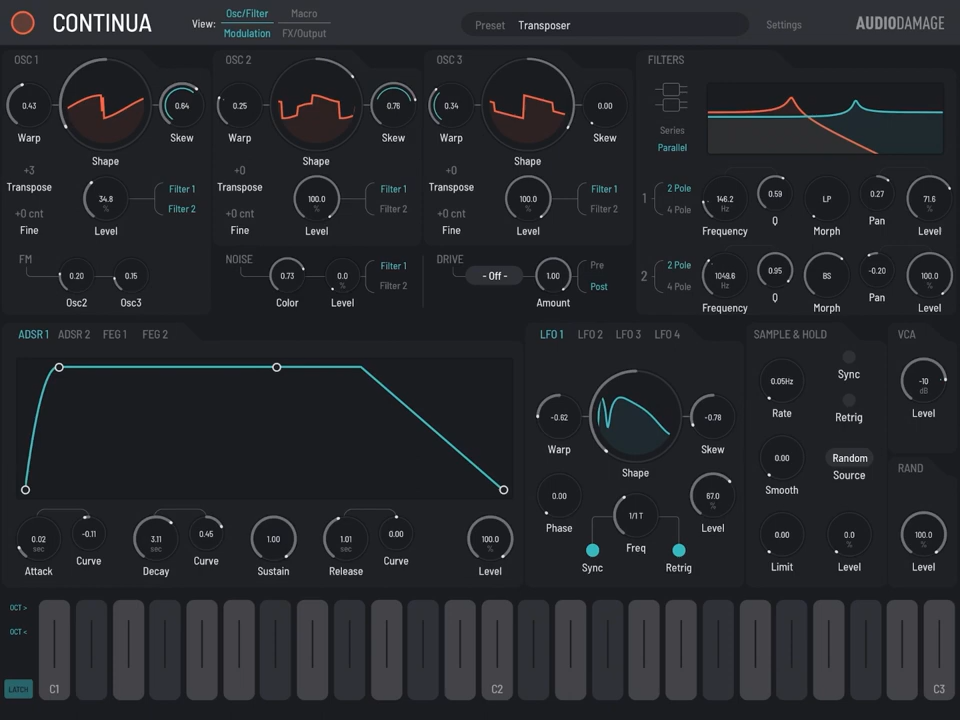 CONTINUA
View:
Osc/Filter
Macro
Modulation
FX/Output
Preset Transposer
Settings
AUDIODAMAGE
OSC 1
0.43
Warp
Shape
0.64
Skew
+3
Transpose
+0 cnt
Fine
34.8
%
Level
Filter 1
Filter 2
OSC 2
0.25
Warp
Shape
0.76
Skew
+0
Transpose
+0 cnt
Fine
100.0
%
Level
Filter 1
Filter 2
OSC 3
0.34
Warp
Shape
0.00
Skew
+0
Transpose
+0 cnt
Fine
100.0
%
Level
Filter 1
Filter 2
FILTERS
Series
Parallel
1
2 Pole
4 Pole
146.2
Hz
Frequency
0.59
Q
LP
Morph
0.27
Pan
71.6
%
Level
2
2 Pole
4 Pole
1048.6
Hz
Frequency
0.95
Q
BS
Morph
-0.20
Pan
100.0
%
Level
FM
0.20
Osc2
0.15
Osc3
NOISE
0.73
Color
0.0
%
Level
Filter 1
Filter 2
DRIVE
- Off -
1.00
Amount
Pre
Post
ADSR 1 ADSR 2 FEG 1 FEG 2
0.02
sec
Attack
-0.11
Curve
3.11
sec
Decay
0.45
Curve
1.00
Sustain
1.01
sec
Release
0.00
Curve
100.0
%
Level
LFO 1 LFO 2 LFO 3 LFO 4
-0.62
Warp
Shape
-0.78
Skew
0.00
Phase
1/1 T
Freq
67.0
%
Level
Sync
Retrig
SAMPLE & HOLD
0.05Hz
Rate
Sync
Retrig
0.00
Smooth
Random
Source
0.00
Limit
0.0
%
Level
VCA
-10
dB
Level
RAND
100.0
%
Level
OCT >
OCT <
LATCH
C1
C2
C3